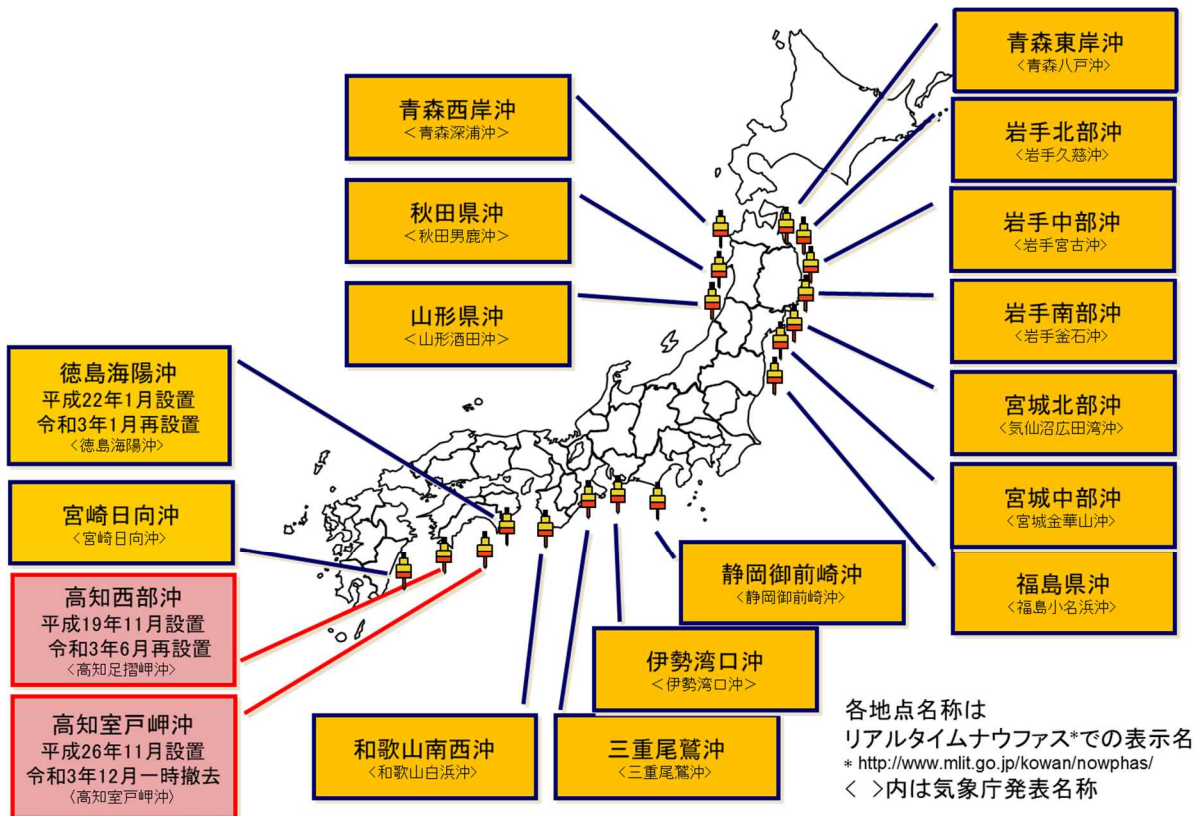 青森東岸沖
<青森八戸沖>
岩手北部沖
<岩手久慈沖>
岩手中部沖
<岩手宮古沖>
岩手南部沖
<岩手釜石沖>
宮城北部沖
<気仙沼広田湾沖>
宮城中部沖
<宮城金華山沖>
福島県沖
<福島小名浜沖>
青森西岸沖
<青森深浦沖>
秋田県沖
<秋田男鹿沖>
山形県沖
<山形酒田沖>
徳島海陽沖
平成22年1月設置
令和3年1月再設置
<徳島海陽沖>
宮崎日向沖
<宮崎日向沖>
高知西部沖
平成19年11月設置
令和3年6月再設置
<高知足摺岬沖>
高知室戸岬沖
平成26年11月設置
令和3年12月一時撤去
<高知室戸岬沖>
静岡御前崎沖
<静岡御前崎沖>
伊勢湾口沖
<伊勢湾口沖>
和歌山南西沖
<和歌山白浜沖>
三重尾鷲沖
<三重尾鷲沖>
各地点名称は
リアルタイムナウファス*での表示名
* http://www.mlit.go.jp/kowan/nowphas/
< >内は気象庁発表名称